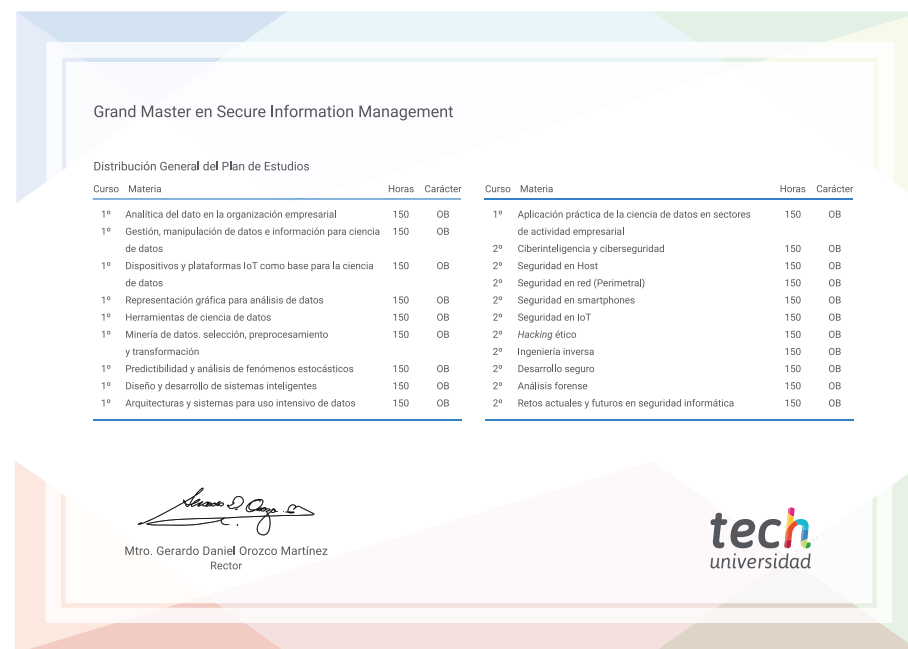 Grand Master en Secure Information Management
Distribución General del Plan de Estudios
Curso Materia Horas Carácter
1º Analítica del dato en la organización empresarial 150 OB
1º Gestión, manipulación de datos e información para ciencia 150 OB
de datos
1º Dispositivos y plataformas IoT como base para la ciencia 150 OB
de datos
1º Representación gráfica para análisis de datos 150 OB
1º Herramientas de ciencia de datos 150 OB
1º Minería de datos. selección, preprocesamiento 150 OB
y transformación
1º Predictibilidad y análisis de fenómenos estocásticos 150 OB
1º Diseño y desarrollo de sistemas inteligentes 150 OB
1º Arquitecturas y sistemas para uso intensivo de datos 150 OB
Curso Materia Horas Carácter
1º Aplicación práctica de la ciencia de datos en sectores 150 OB
de actividad empresarial
2º Ciberinteligencia y ciberseguridad 150 OB
2º Seguridad en Host 150 OB
2º Seguridad en red (Perimetral) 150 OB
2º Seguridad en smartphones 150 OB
2º Seguridad en IoT 150 OB
2º Hacking ético 150 OB
2º Ingeniería inversa 150 OB
2º Desarrollo seguro 150 OB
2º Análisis forense 150 OB
2º Retos actuales y futuros en seguridad informática 150 OB
Mtro. Gerardo Daniel Orozco Martínez
Rector
tech
universidad